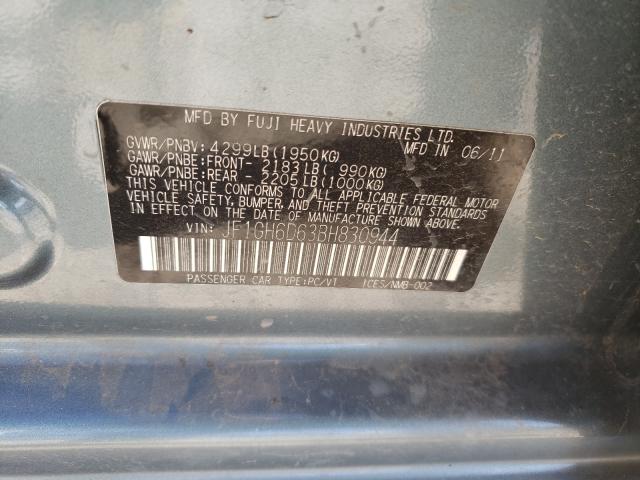 MFD BY FUJI HEAVY INDUSTRIES LTD.
GVWR/PNBV: 4299LB(1950KG) MFD IN 06/11
GAWR/PNBE:FRONT- 2183LB( 990KG)
GAWR/PNBE:REAR - 2205LB(1000KG)
THIS VEHICLE CONFORMS TO ALL APPLICABLE FEDERAL MOTOR
VEHICLE SAFETY, BUMPER, AND THEFT PREVENTION STANDARDS
IN EFFECT ON THE DATE OF MANUFACTURE SHOWN ABOVE.
VIN: JF1GH6D63BH830944
PASSENGER CAR TYPE:PC/VT ICES/NMB-002